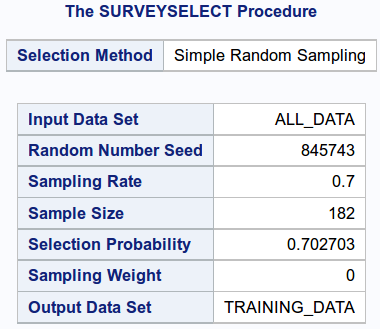 The SURVEYSELECT Procedure
Selection Method Simple Random Sampling
Input Data Set ALL_DATA
Random Number Seed 845743
Sampling Rate 0.7
Sample Size 182
Selection Probability 0.702703
Sampling Weight 0
Output Data Set TRAINING_DATA